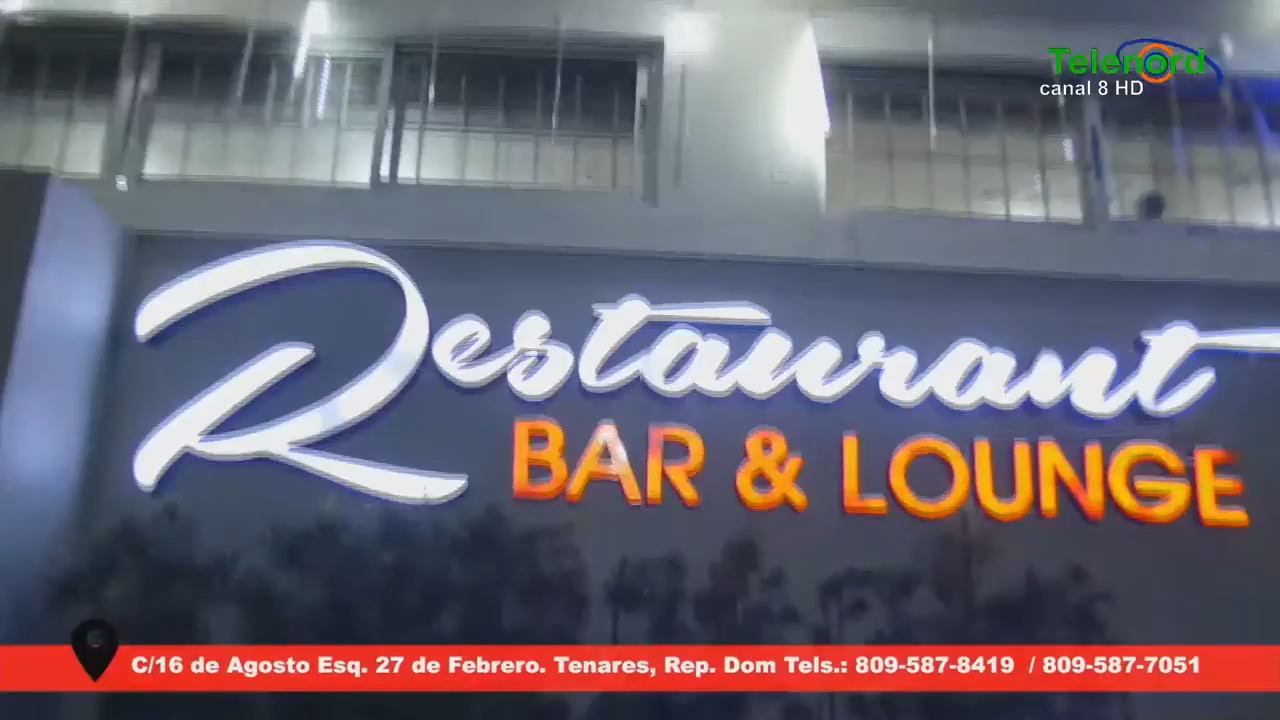 Telenord
canal 8 HD
Restaurant
BAR & LOUNGE
C/16 de Agosto Esq. 27 de Febrero. Tenares, Rep. Dom Tels.: 809-587-8419 / 809-587-7051